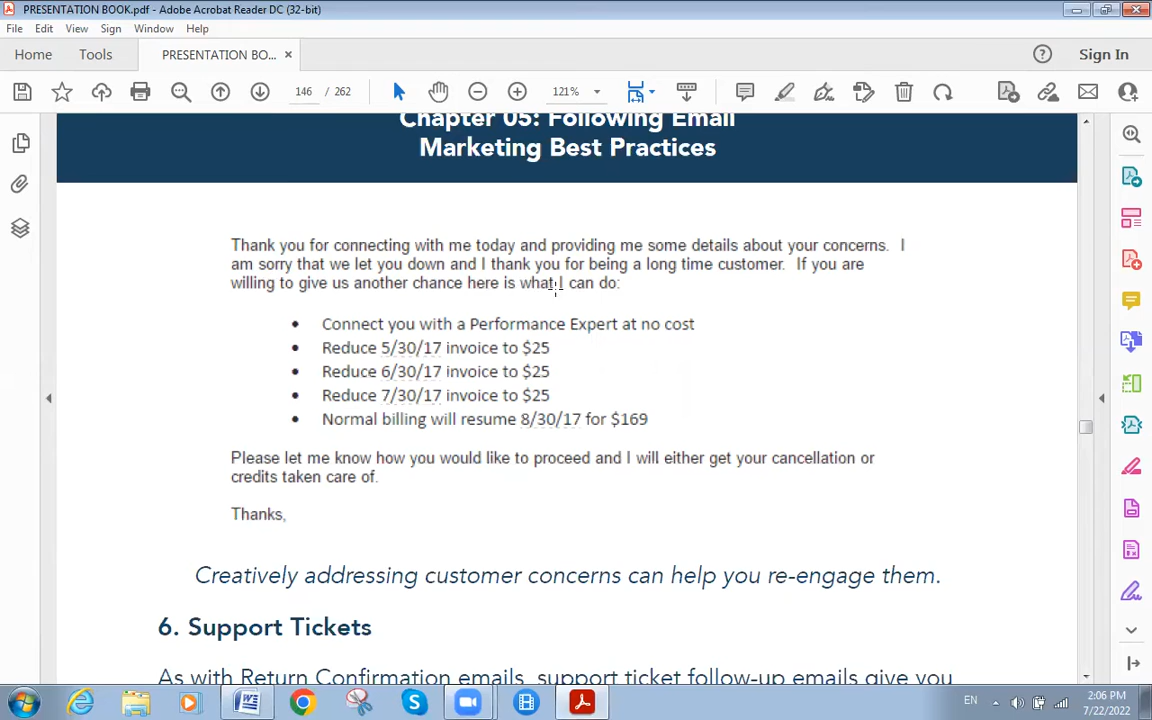 PRESENTATION BOOK.pdf - Adobe Acrobat Reader DC (32-bit)
File Edit View Sign Window Help
Home Tools PRESENTATION BO... × Sign In
146 / 262 121%
Chapter 05: Following Email
Marketing Best Practices
Thank you for connecting with me today and providing me some details about your concerns. I
am sorry that we let you down and I thank you for being a long time customer. If you are
willing to give us another chance here is what I can do:
• Connect you with a Performance Expert at no cost
• Reduce 5/30/17 invoice to $25
• Reduce 6/30/17 invoice to $25
• Reduce 7/30/17 invoice to $25
• Normal billing will resume 8/30/17 for $169
Please let me know how you would like to proceed and I will either get your cancellation or
credits taken care of.
Thanks,
Creatively addressing customer concerns can help you re-engage them.
6. Support Tickets
As with Return Confirmation emails, support ticket follow-up emails give you
EN 2:06 PM
7/22/2022